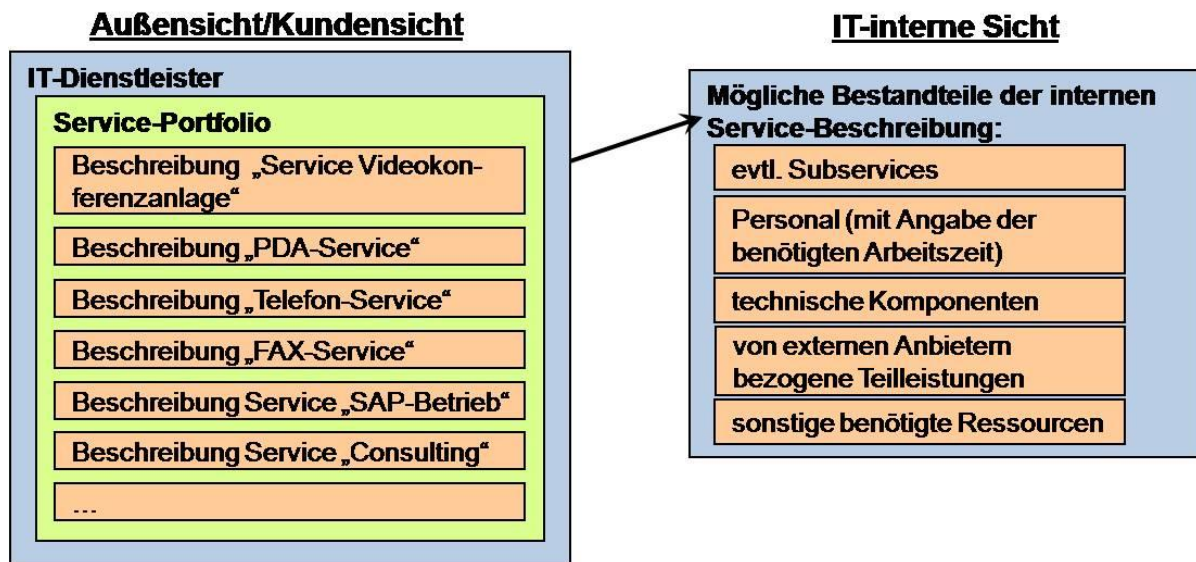 Außensicht/Kundensicht
IT-Dienstleister
Service-Portfolio
Beschreibung „Service Videokon-
ferenzanlage“
Beschreibung „PDA-Service“
Beschreibung „Telefon-Service“
Beschreibung „FAX-Service“
Beschreibung Service „SAP-Betrieb“
Beschreibung Service „Consulting“
...
IT-interne Sicht
Mögliche Bestandteile der internen
Service-Beschreibung:
evtl. Subservices
Personal (mit Angabe der
benötigten Arbeitszeit)
technische Komponenten
von externen Anbietern
bezogene Teilleistungen
sonstige benötigte Ressourcen